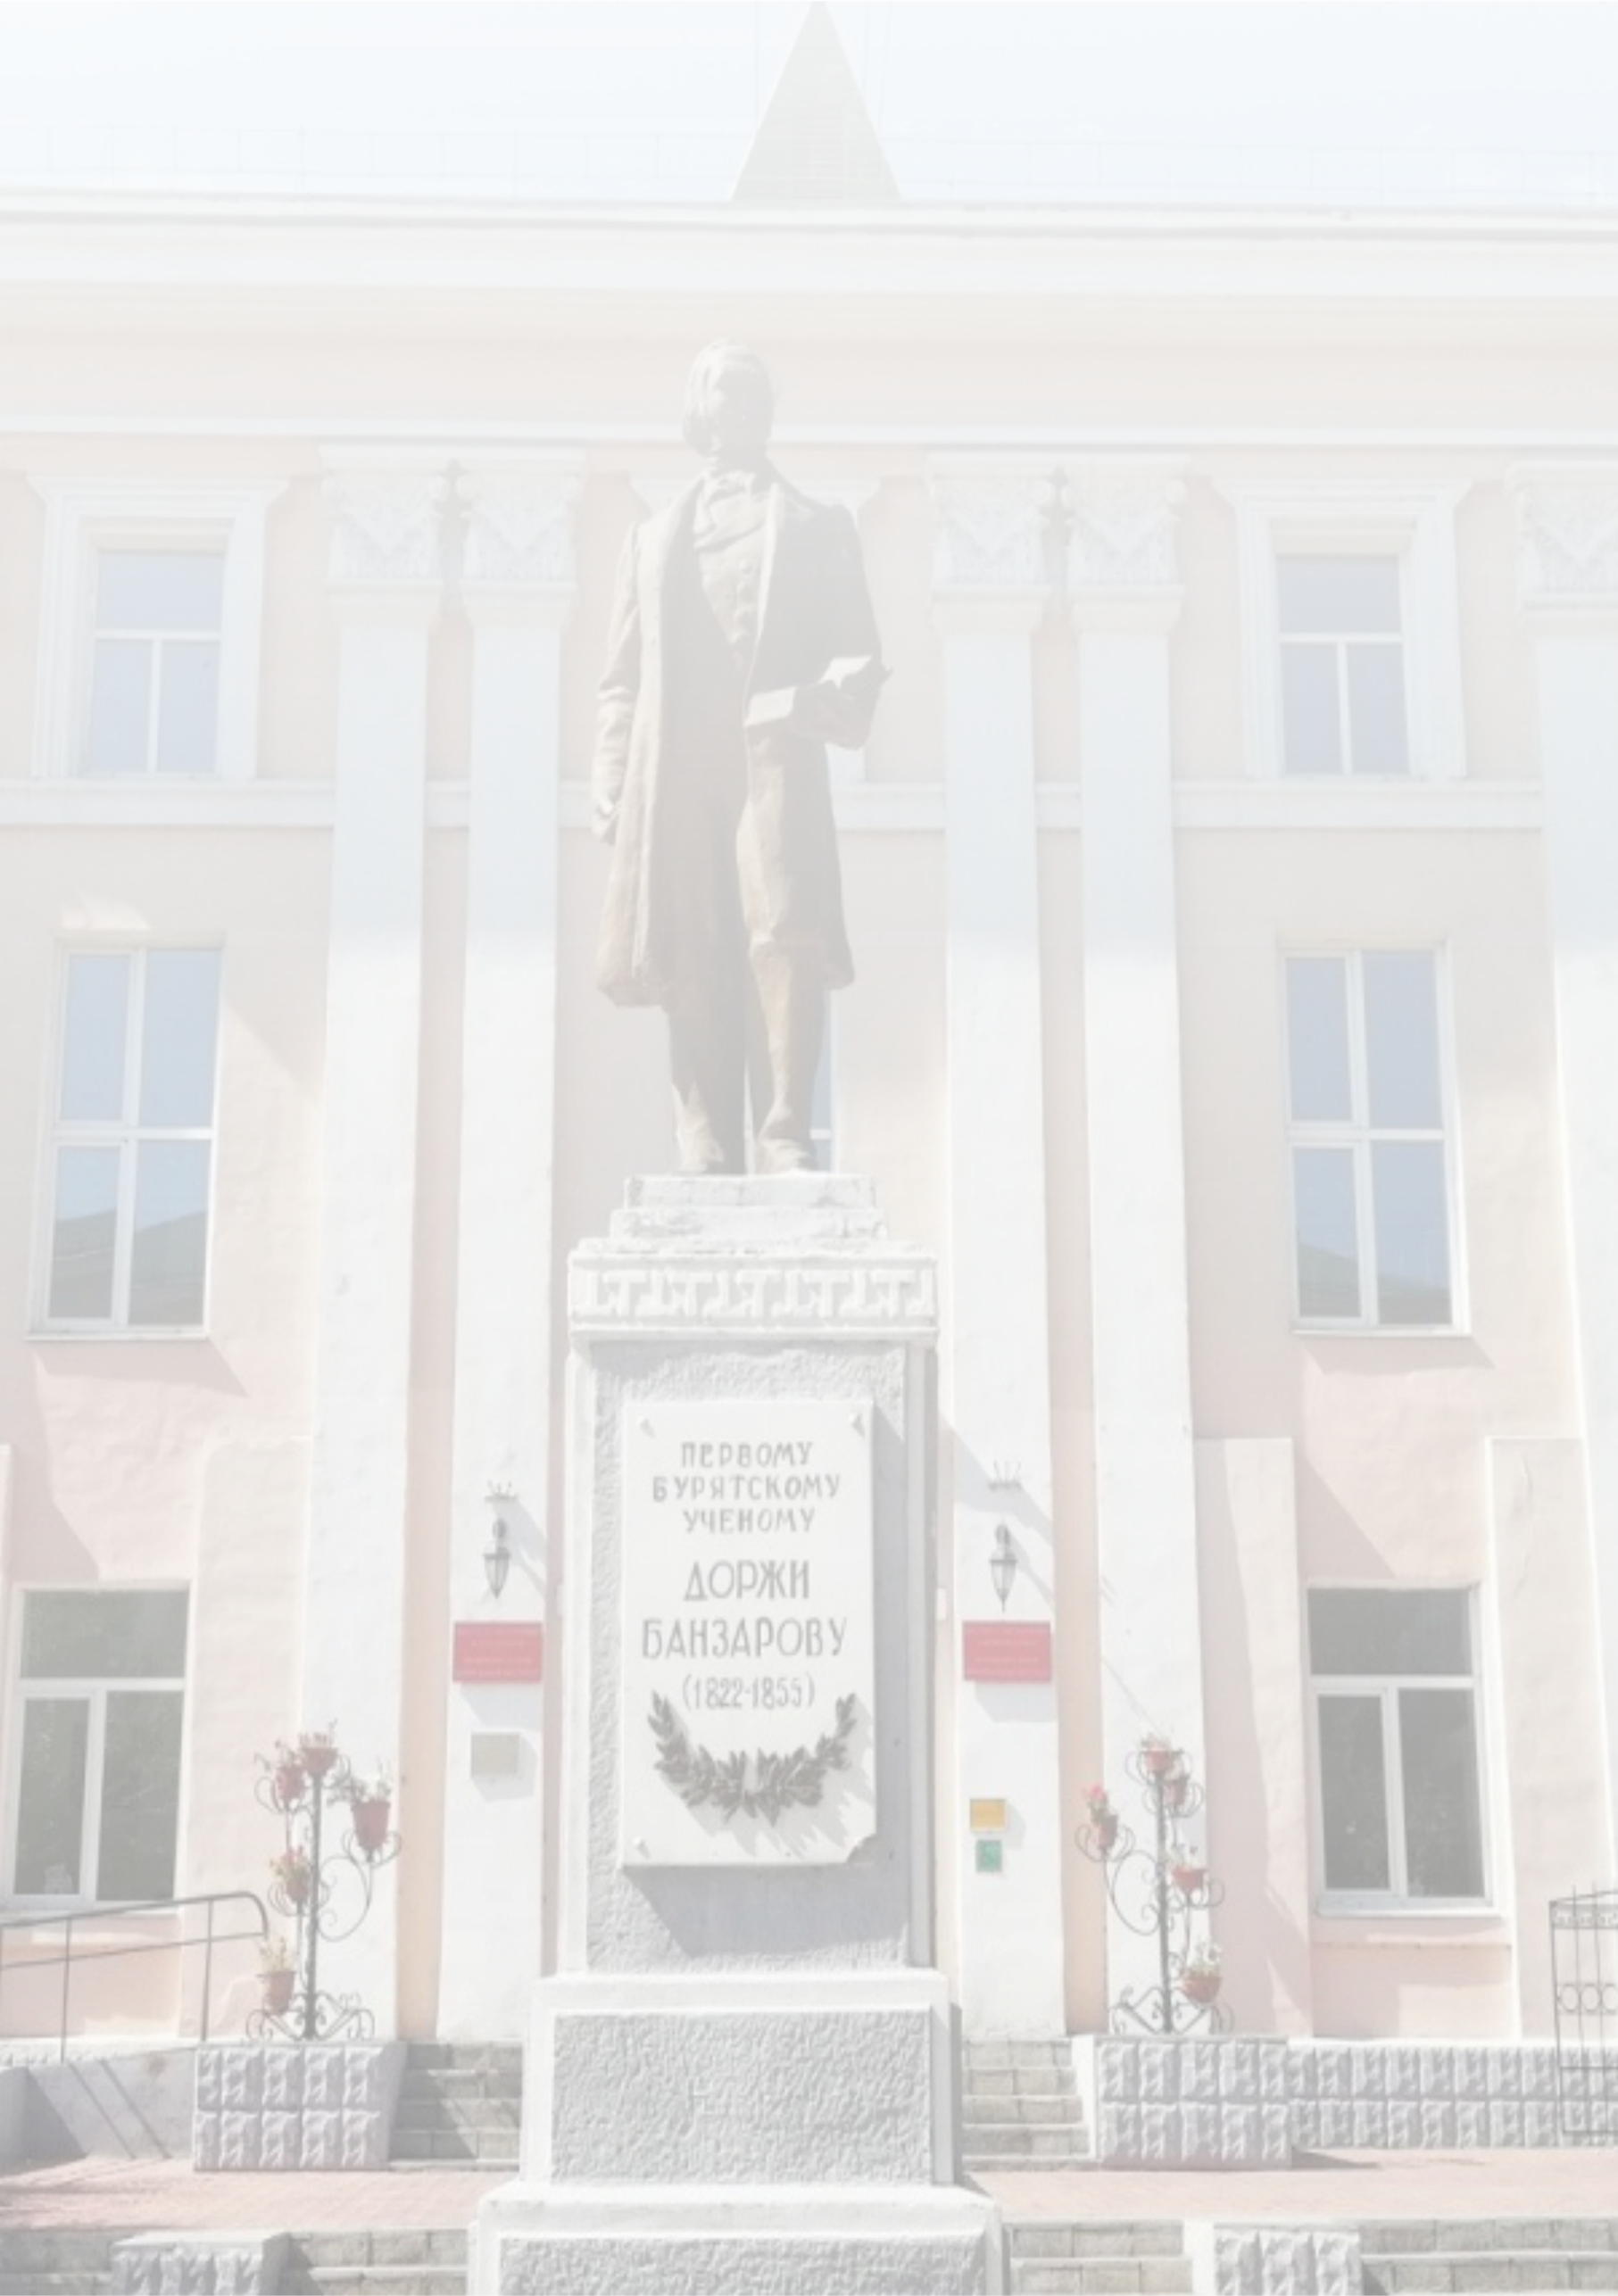 ПЕРВОМУ
БУРЯТСКОМУ
УЧЕНОМУ
ДОРЖИ
БАНЗАРОВУ
(1822-1855)